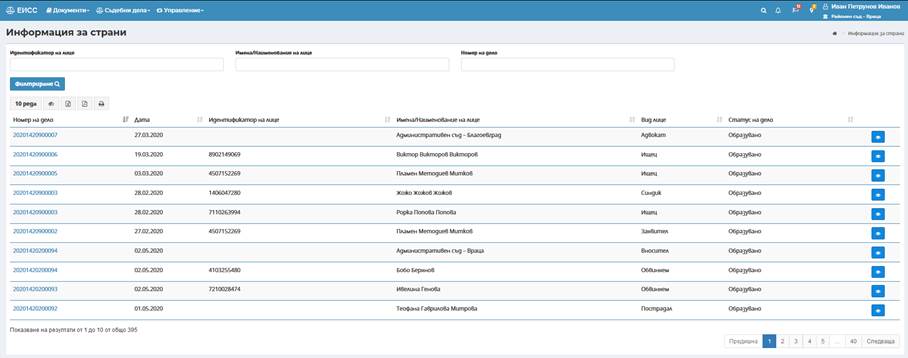 ЕИСС Документи Съдебни дела Управление Иван Петрунов Иванов
Районен съд - Враца
Информация за страни Информация за страни
Идентификатор на лице Имена/Наименование на лице Номер на дело
Филтриране
10 реда
Номер на дело Дата Идентификатор на лице Имена/Наименование на лице Вид лице Статус на дело
20201420900007 27.03.2020 Административен съд - Благоевград Адвокат Образувано
20201420900006 19.03.2020 8902149069 Виктор Викторов Викторов Ищец Образувано
20201420900005 03.03.2020 4507152269 Пламен Методиев Митков Ищец Образувано
20201420900003 28.02.2020 1406047280 Жожо Жожов Жожов Синдик Образувано
20201420900003 28.02.2020 7110263994 Рорка Попова Попова Ищец Образувано
20201420900002 27.02.2020 4507152269 Пламен Методиев Митков Заявител Образувано
20201420200094 02.05.2020 Административен съд - Враца Вносител Образувано
20201420200094 02.05.2020 4103255480 Бобо Беринов Обвиняем Образувано
20201420200093 02.05.2020 7210028474 Ивелина Генова Обвиняем Образувано
20201420200092 01.05.2020 Теофана Гаврилова Митрова Пострадал Образувано
Показване на резултати от 1 до 10 от общо 395
Предишна 1 2 3 4 5 ... 40 Следваща